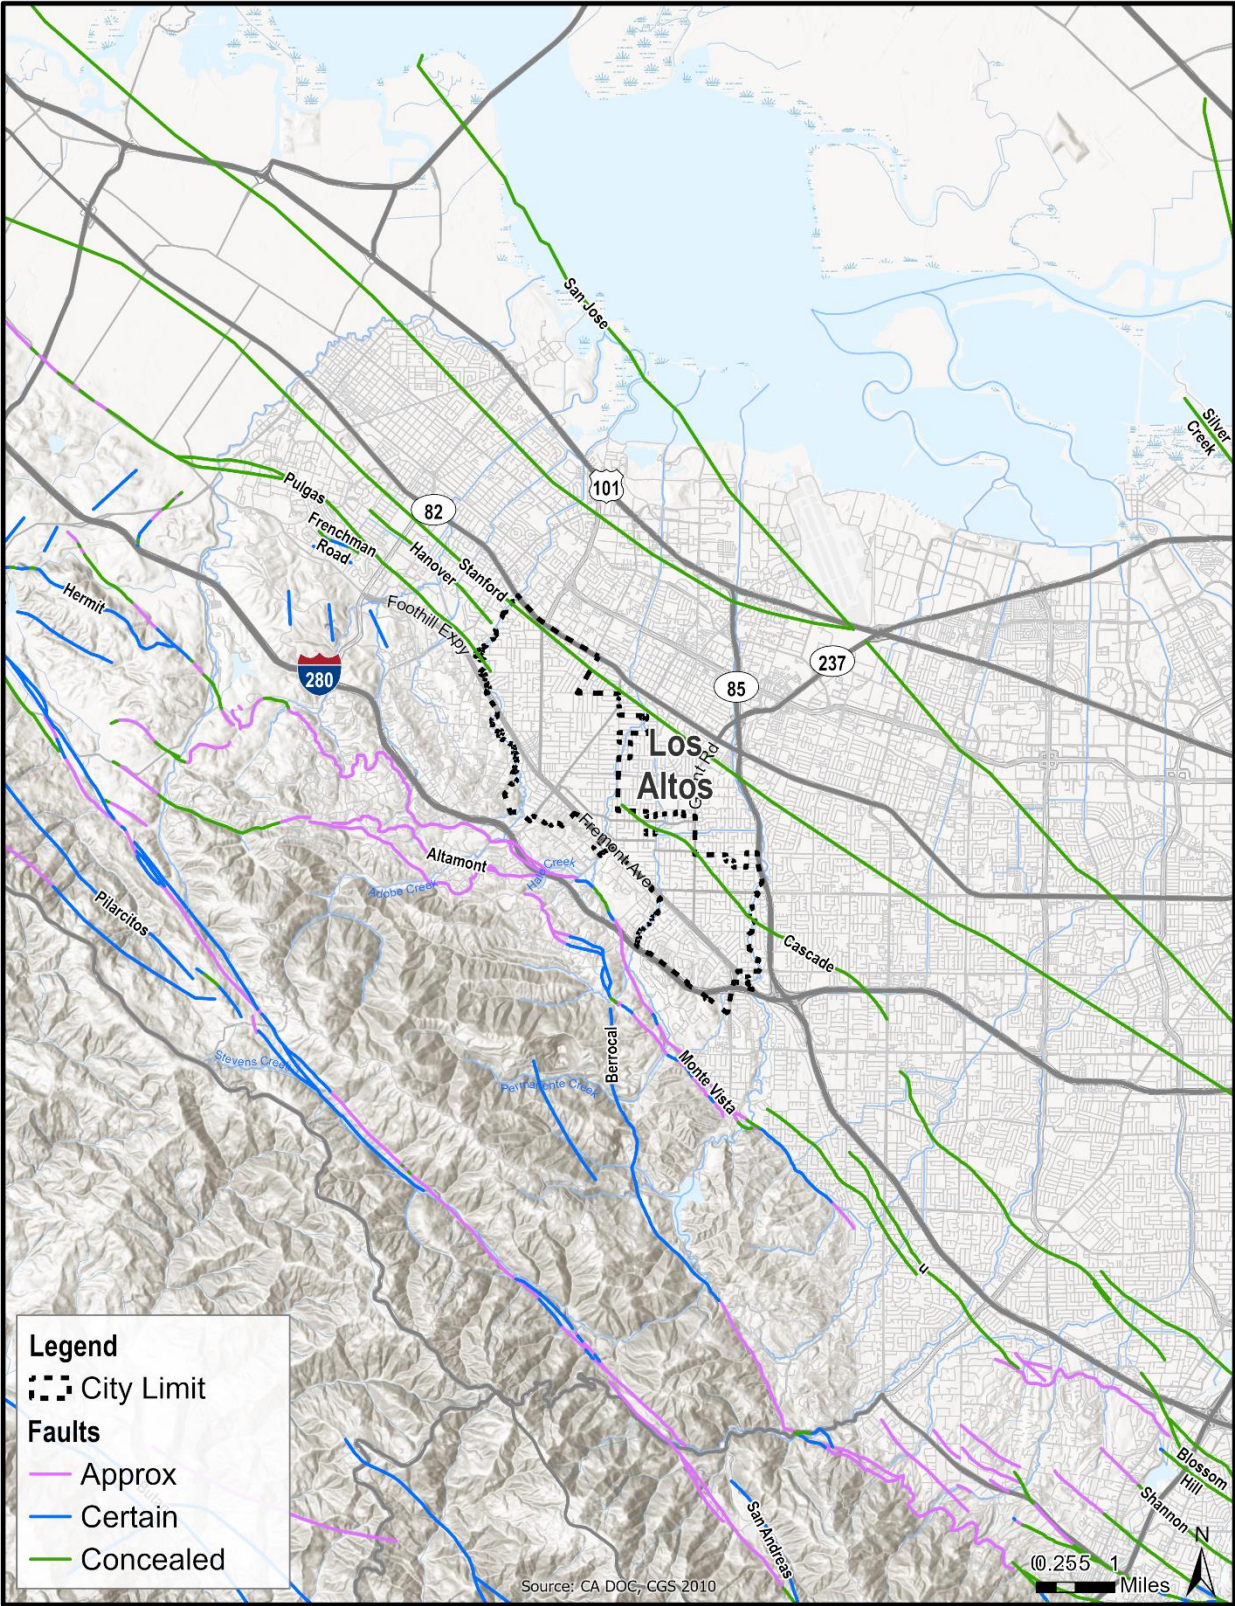 San Jose
Silver
Creek
101
Pulgas
82
Frenchman
Road
Hanover
Stanford
Hermit
Foothill Expy
280
237
85
Los
Altos
Grant Rd
Fremont Ave
Altamont
Hale Creek
Adobe Creek
Pilarcitos
Cascade
Stevens Creek
Berrocal
Monte Vista
Permanente Creek
u
Blossom
Hill
Shannon
San Andreas
Legend
City Limit
Faults
Approx
Certain
Concealed
Source: CA DOC, CGS 2010
N
1
Miles